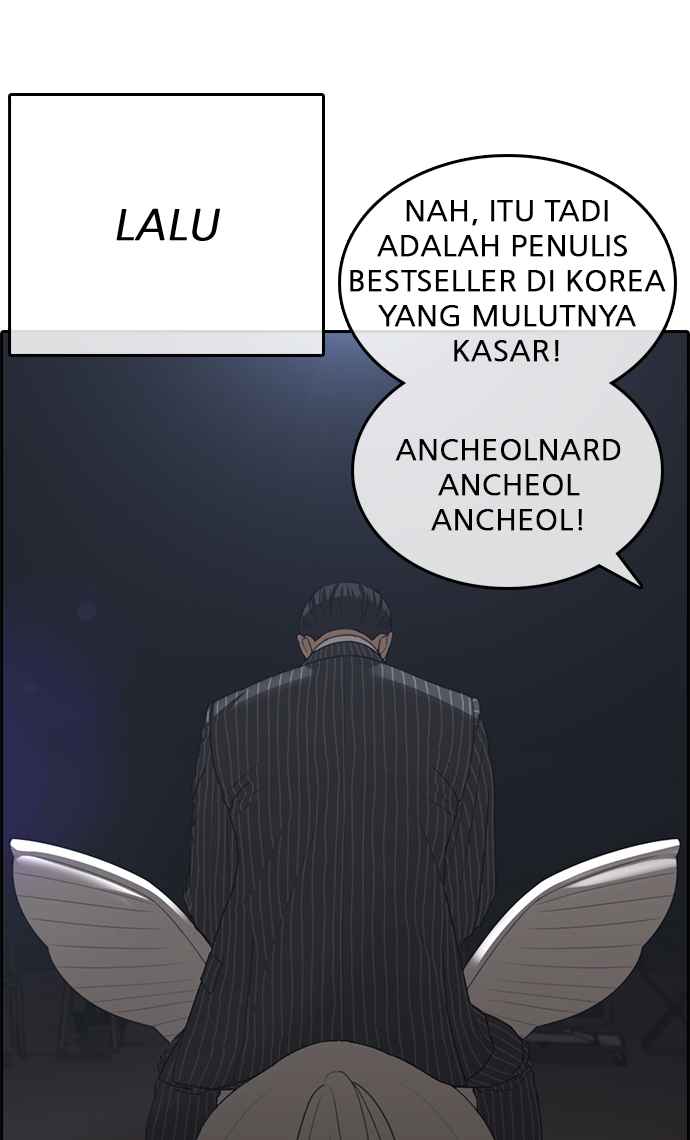 LALU
NAH, ITU TADI
ADALAH PENULIS
BESTSELLER DI KOREA
YANG MULUTNYA
KASAR!
ANCHEOLNARD
ANCHEOL
ANCHEOL!